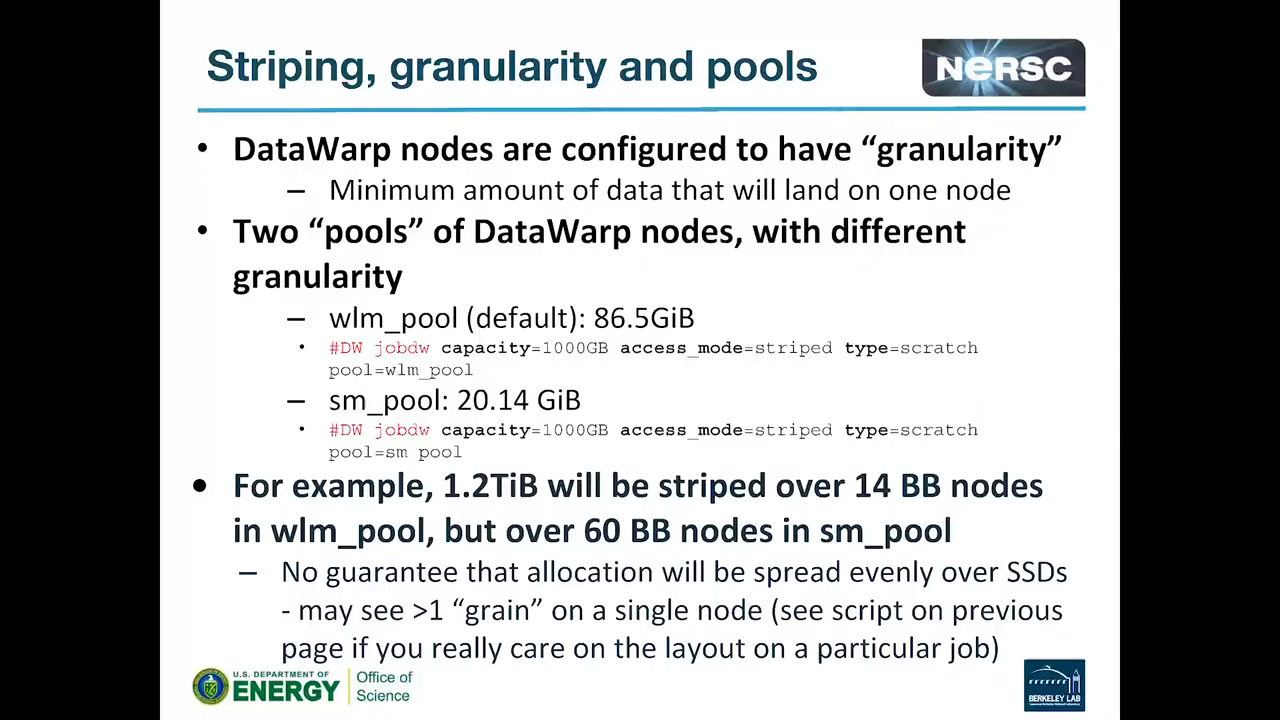 Striping, granularity and pools
NERSC
• DataWarp nodes are configured to have “granularity”
– Minimum amount of data that will land on one node
• Two “pools” of DataWarp nodes, with different
granularity
– wlm_pool (default): 86.5GiB
• #DW jobdw capacity=1000GB access_mode=striped type=scratch
pool=wlm_pool
– sm_pool: 20.14 GiB
• #DW jobdw capacity=1000GB access_mode=striped type=scratch
pool=sm pool
• For example, 1.2TiB will be striped over 14 BB nodes
in wlm_pool, but over 60 BB nodes in sm_pool
– No guarantee that allocation will be spread evenly over SSDs
- may see >1 “grain” on a single node (see script on previous
page if you really care on the layout on a particular job)
U.S. DEPARTMENT OF
ENERGY
Office of
Science
BERKELEY LAB